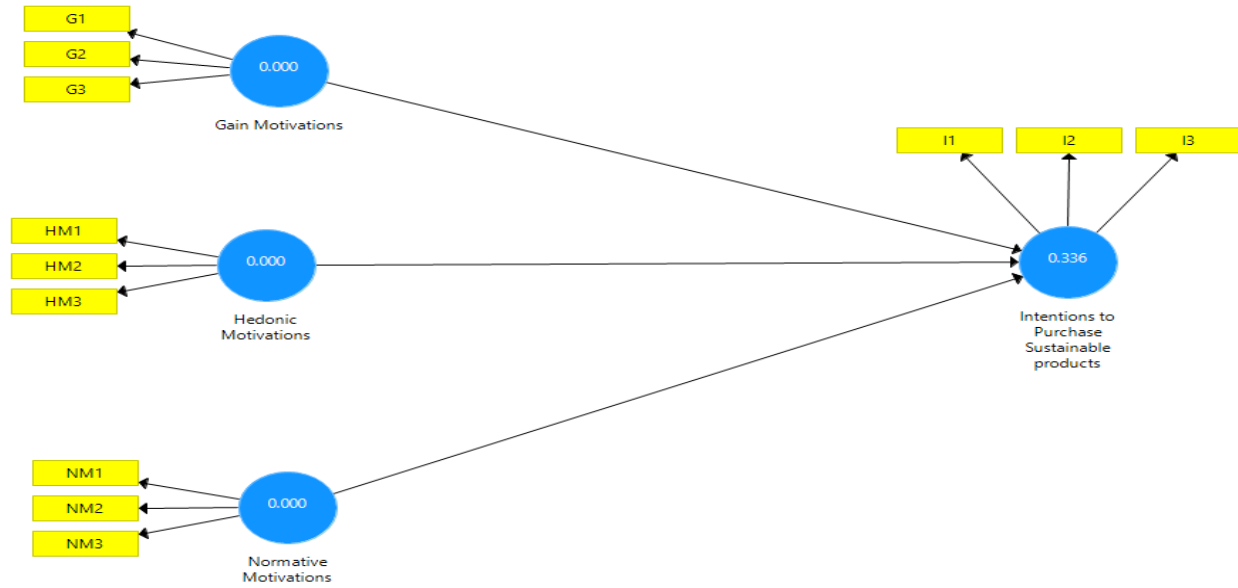 G1
G2
G3
0.000
Gain Motivations
I1
I2
I3
HM1
HM2
HM3
0.000
Hedonic
Motivations
0.336
Intentions to
Purchase
Sustainable
products
NM1
NM2
NM3
0.000
Normative
Motivations